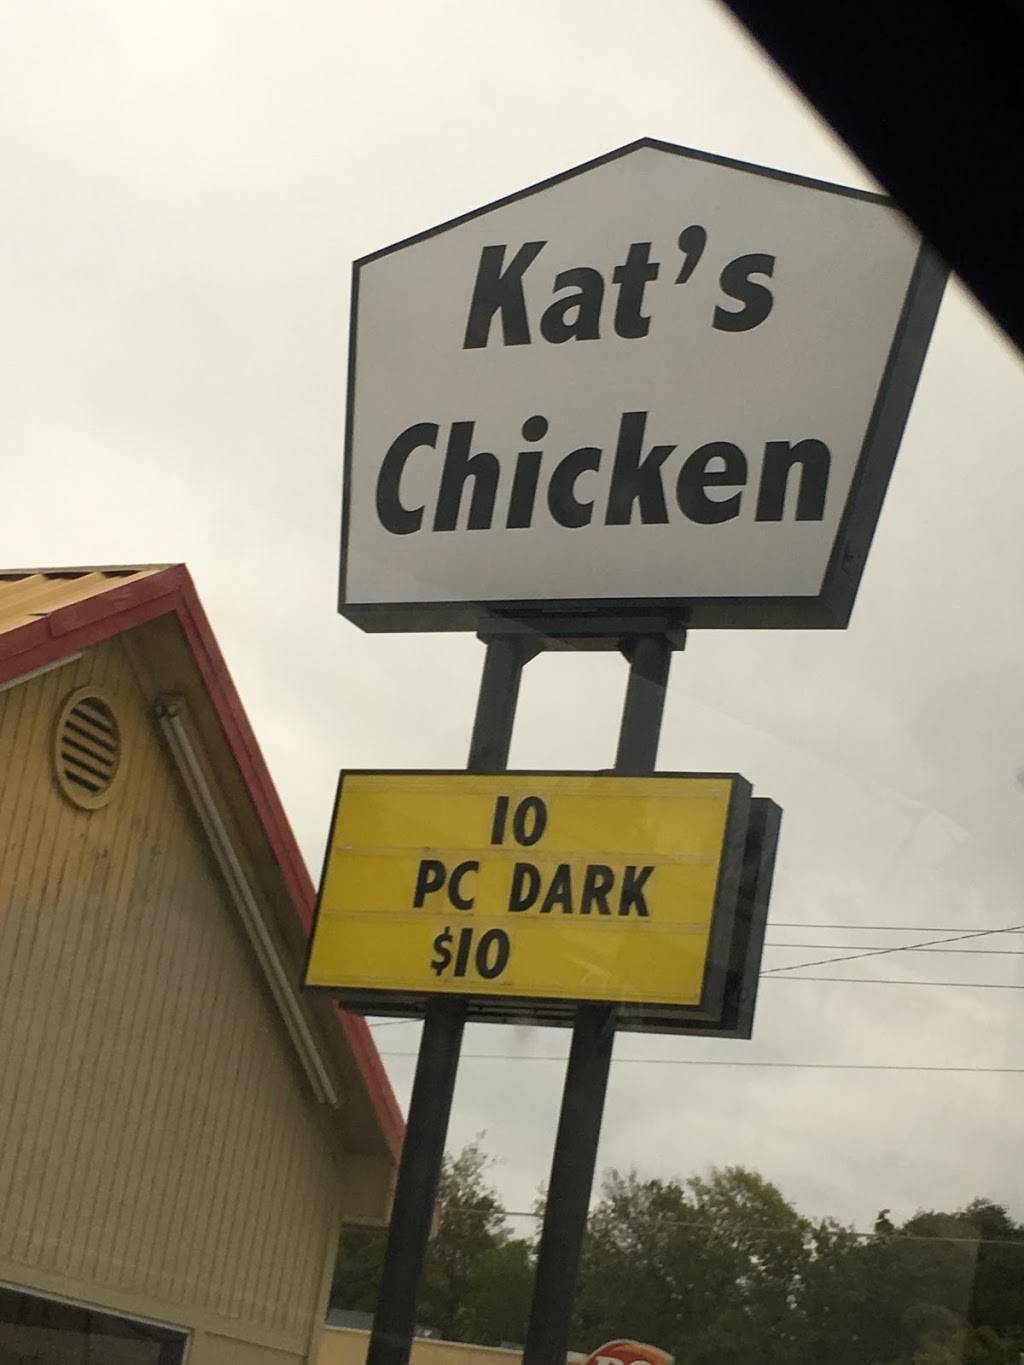 Kat's
Chicken
10
PC DARK
$10